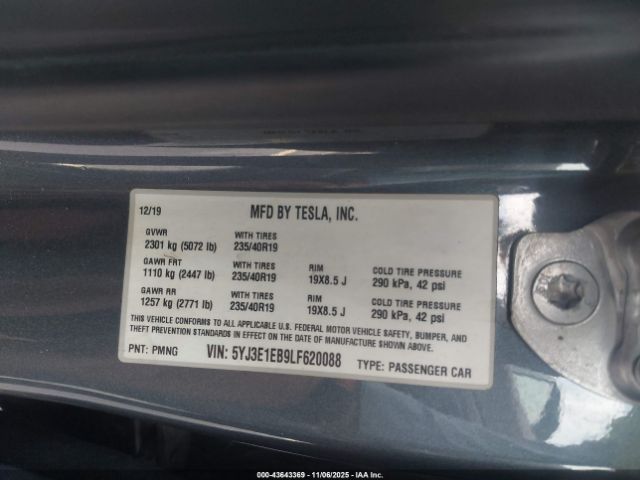 12/19 MFD BY TESLA, INC.
GVWR WITH TIRES
2301 kg (5072 lb) 235/40R19
GAWR FRT WITH TIRES RIM COLD TIRE PRESSURE
1110 kg (2447 lb) 235/40R19 19X8.5 J 290 kPa, 42 psi
GAWR RR WITH TIRES RIM COLD TIRE PRESSURE
1257 kg (2771 lb) 235/40R19 19X8.5 J 290 kPa, 42 psi
THIS VEHICLE CONFORMS TO ALL APPLICABLE U.S. FEDERAL MOTOR VEHICLE SAFETY, BUMPER, AND
THEFT PREVENTION STANDARDS IN EFFECT ON THE DATE OF MANUFACTURE SHOWN ABOVE.
PNT: PMNG VIN: 5YJ3E1EB9LF620088 TYPE: PASSENGER CAR
000-43643369 - 11/06/2025 - IAA Inc.